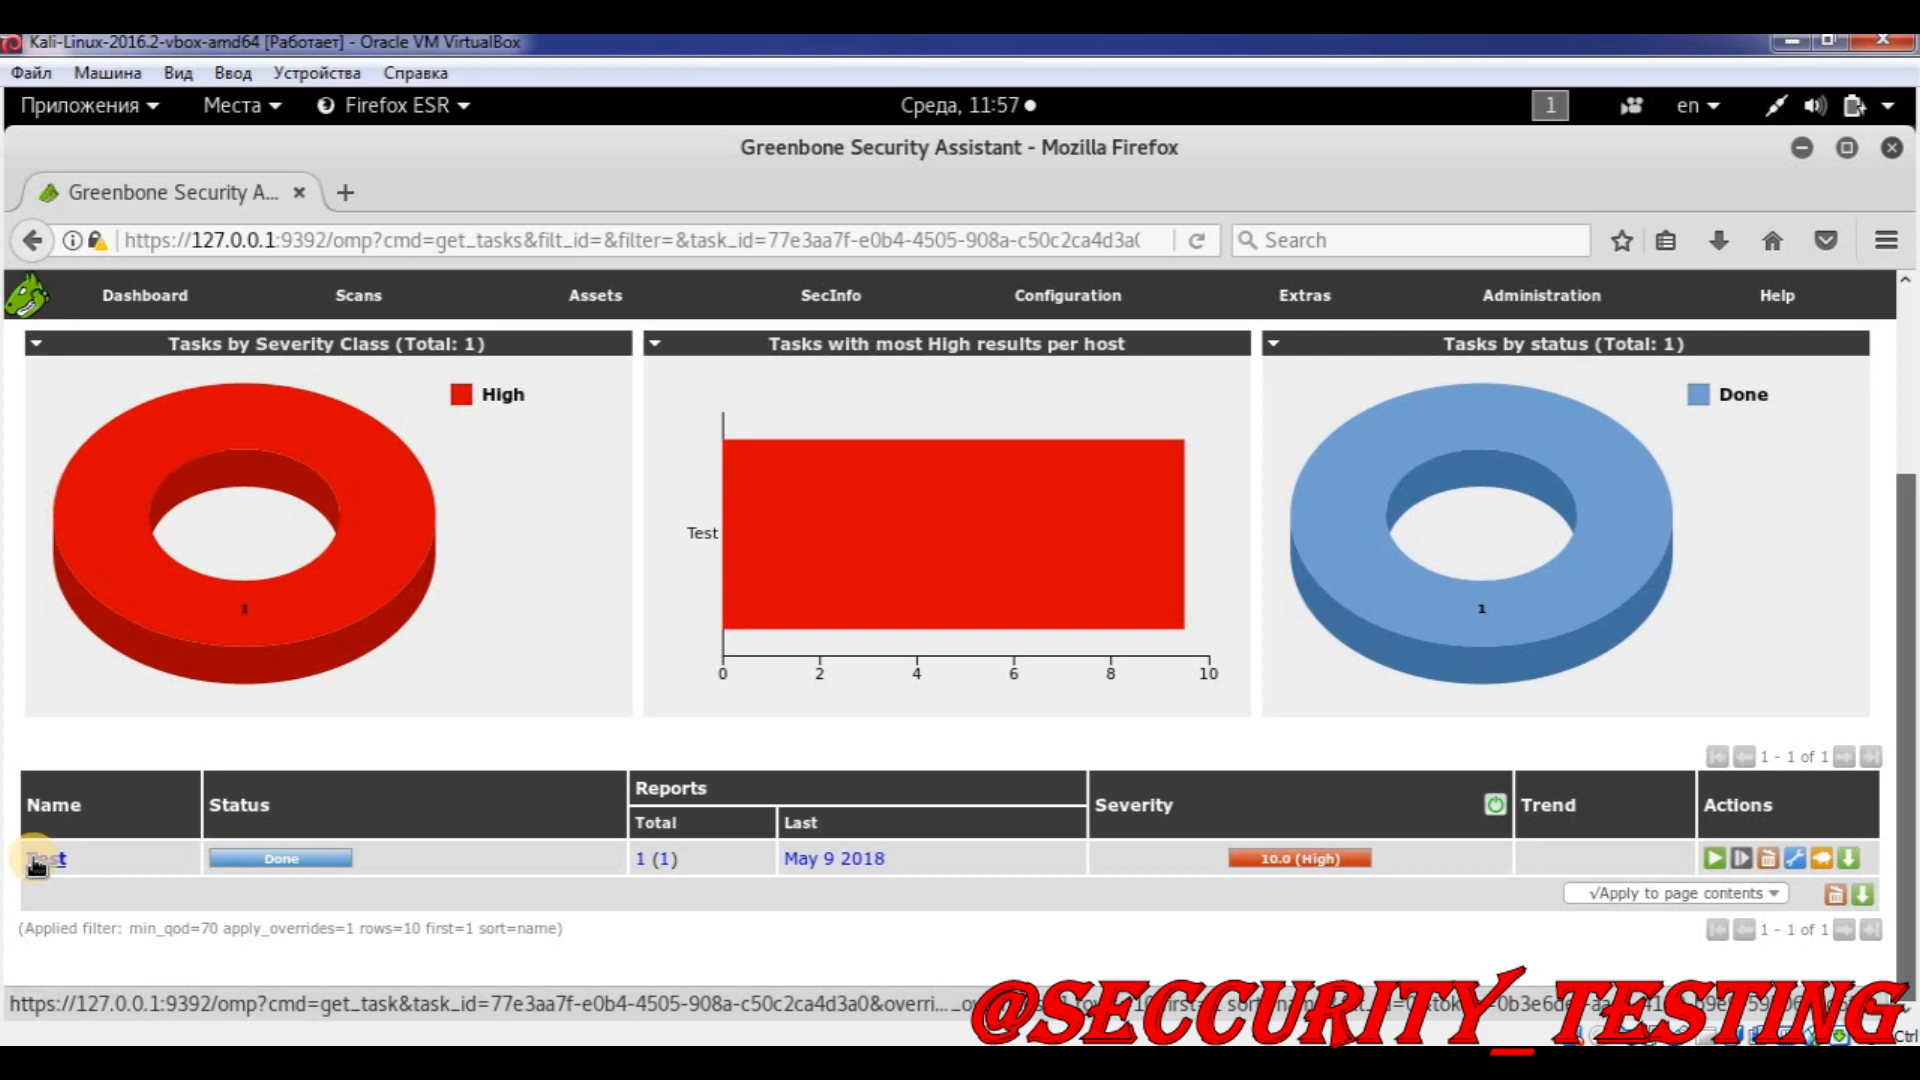 Kali-Linux-2016.2-vbox-amd64 [Работает] - Oracle VM VirtualBox
Файл Машина Вид Ввод Устройства Справка
Приложения Места Firefox ESR Среда, 11:57 1 en
Greenbone Security Assistant - Mozilla Firefox
Greenbone Security A...
https://127.0.0.1:9392/omp?cmd=get_tasks&filt_id=&filter=&task_id=77e3aa7f-e0b4-4505-908a-c50c2ca4d3a( Search
Dashboard Scans Assets SecInfo Configuration Extras Administration Help
Tasks by Severity Class (Total: 1) Tasks with most High results per host Tasks by status (Total: 1)
High Done
Test
1 1
0 2 4 6 8 10
1 - 1 of 1
Name Status Reports Severity Trend Actions
Total Last
Test Done 1 (1) May 9 2018 10.0 (High)
√Apply to page contents
(Applied filter: min_qod=70 apply_overrides=1 rows=10 first=1 sort=name) 1 - 1 of 1
https://127.0.0.1:9392/omp?cmd=get_task&task_id=77e3aa7f-e0b4-4505-908a-c50c2ca4d3a0&overri..._
@SECCURITY_TESTING
Ctrl